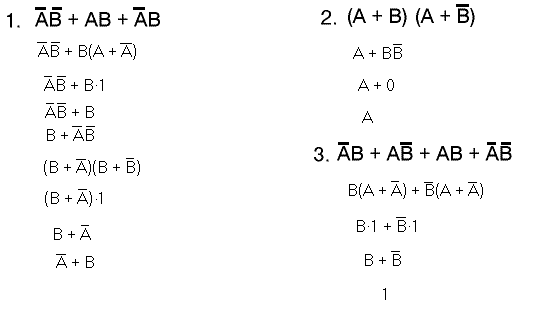 1. A̅B̅ + AB + A̅B
A̅B̅ + B(A + A̅)
A̅B̅ + B·1
A̅B̅ + B
B + A̅B̅
(B + A̅)(B + B̅)
(B + A̅)·1
B + A̅
A̅ + B
2. (A + B) (A + B̅)
A + BB̅
A + 0
A
3. A̅B + AB̅ + AB + A̅B̅
B(A + A̅) + B̅(A + A̅)
B·1 + B̅·1
B + B̅
1